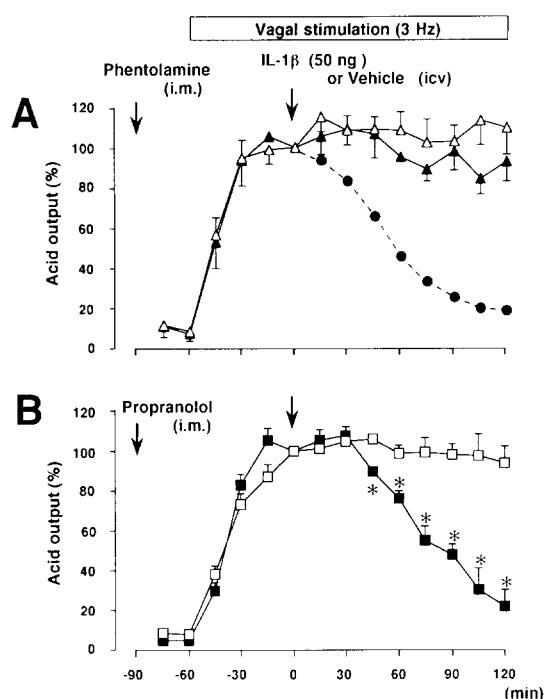 Vagal stimulation (3 Hz)
IL-1β (50 ng)
or Vehicle (icv)
Phentolamine
(i.m.)
A
Acid output (%)
120
100
80
60
40
20
0
B
Propranolol
(i.m.)
Acid output (%)
120
100
80
60
40
20
0
* * * * * *
-90 -60 -30 0 30 60 90 120
(min)